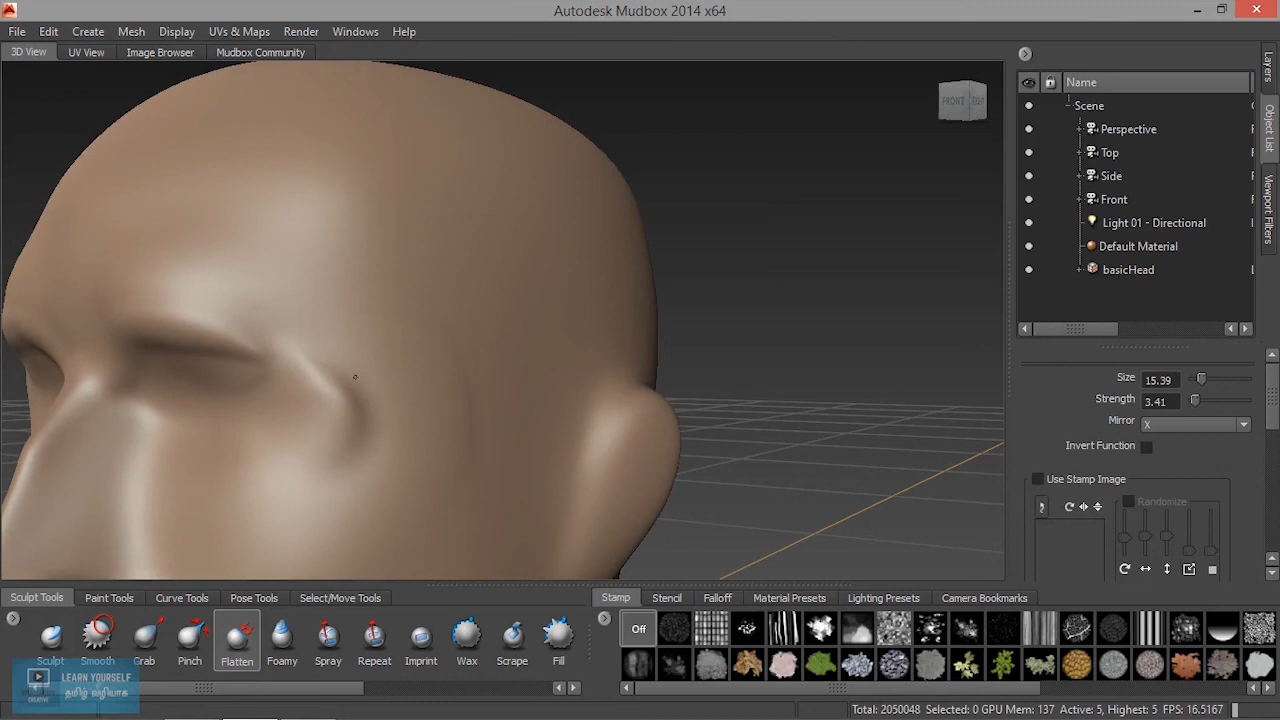 Autodesk Mudbox 2014 x64
File Edit Create Mesh Display UVs & Maps Render Windows Help
3D View UV View Image Browser Mudbox Community
FRONT
Name
Scene
Perspective
Top
Side
Front
Light 01 - Directional
Default Material
basicHead
Layers
Object List
Viewport Filters
Size 15.39
Strength 3.41
Mirror X
Invert Function
Use Stamp Image
Randomize
Sculpt Tools Paint Tools Curve Tools Pose Tools Select/Move Tools
Stamp Stencil Falloff Material Presets Lighting Presets Camera Bookmarks
Off
Sculpt Smooth Grab Pinch Flatten Foamy Spray Repeat Imprint Wax Scrape Fill
LEARN YOURSELF
தமிழ் வழியாக
CREATIVE
Total: 2050048 Selected: 0 GPU Mem: 137 Active: 5, Highest: 5 FPS: 16.5167